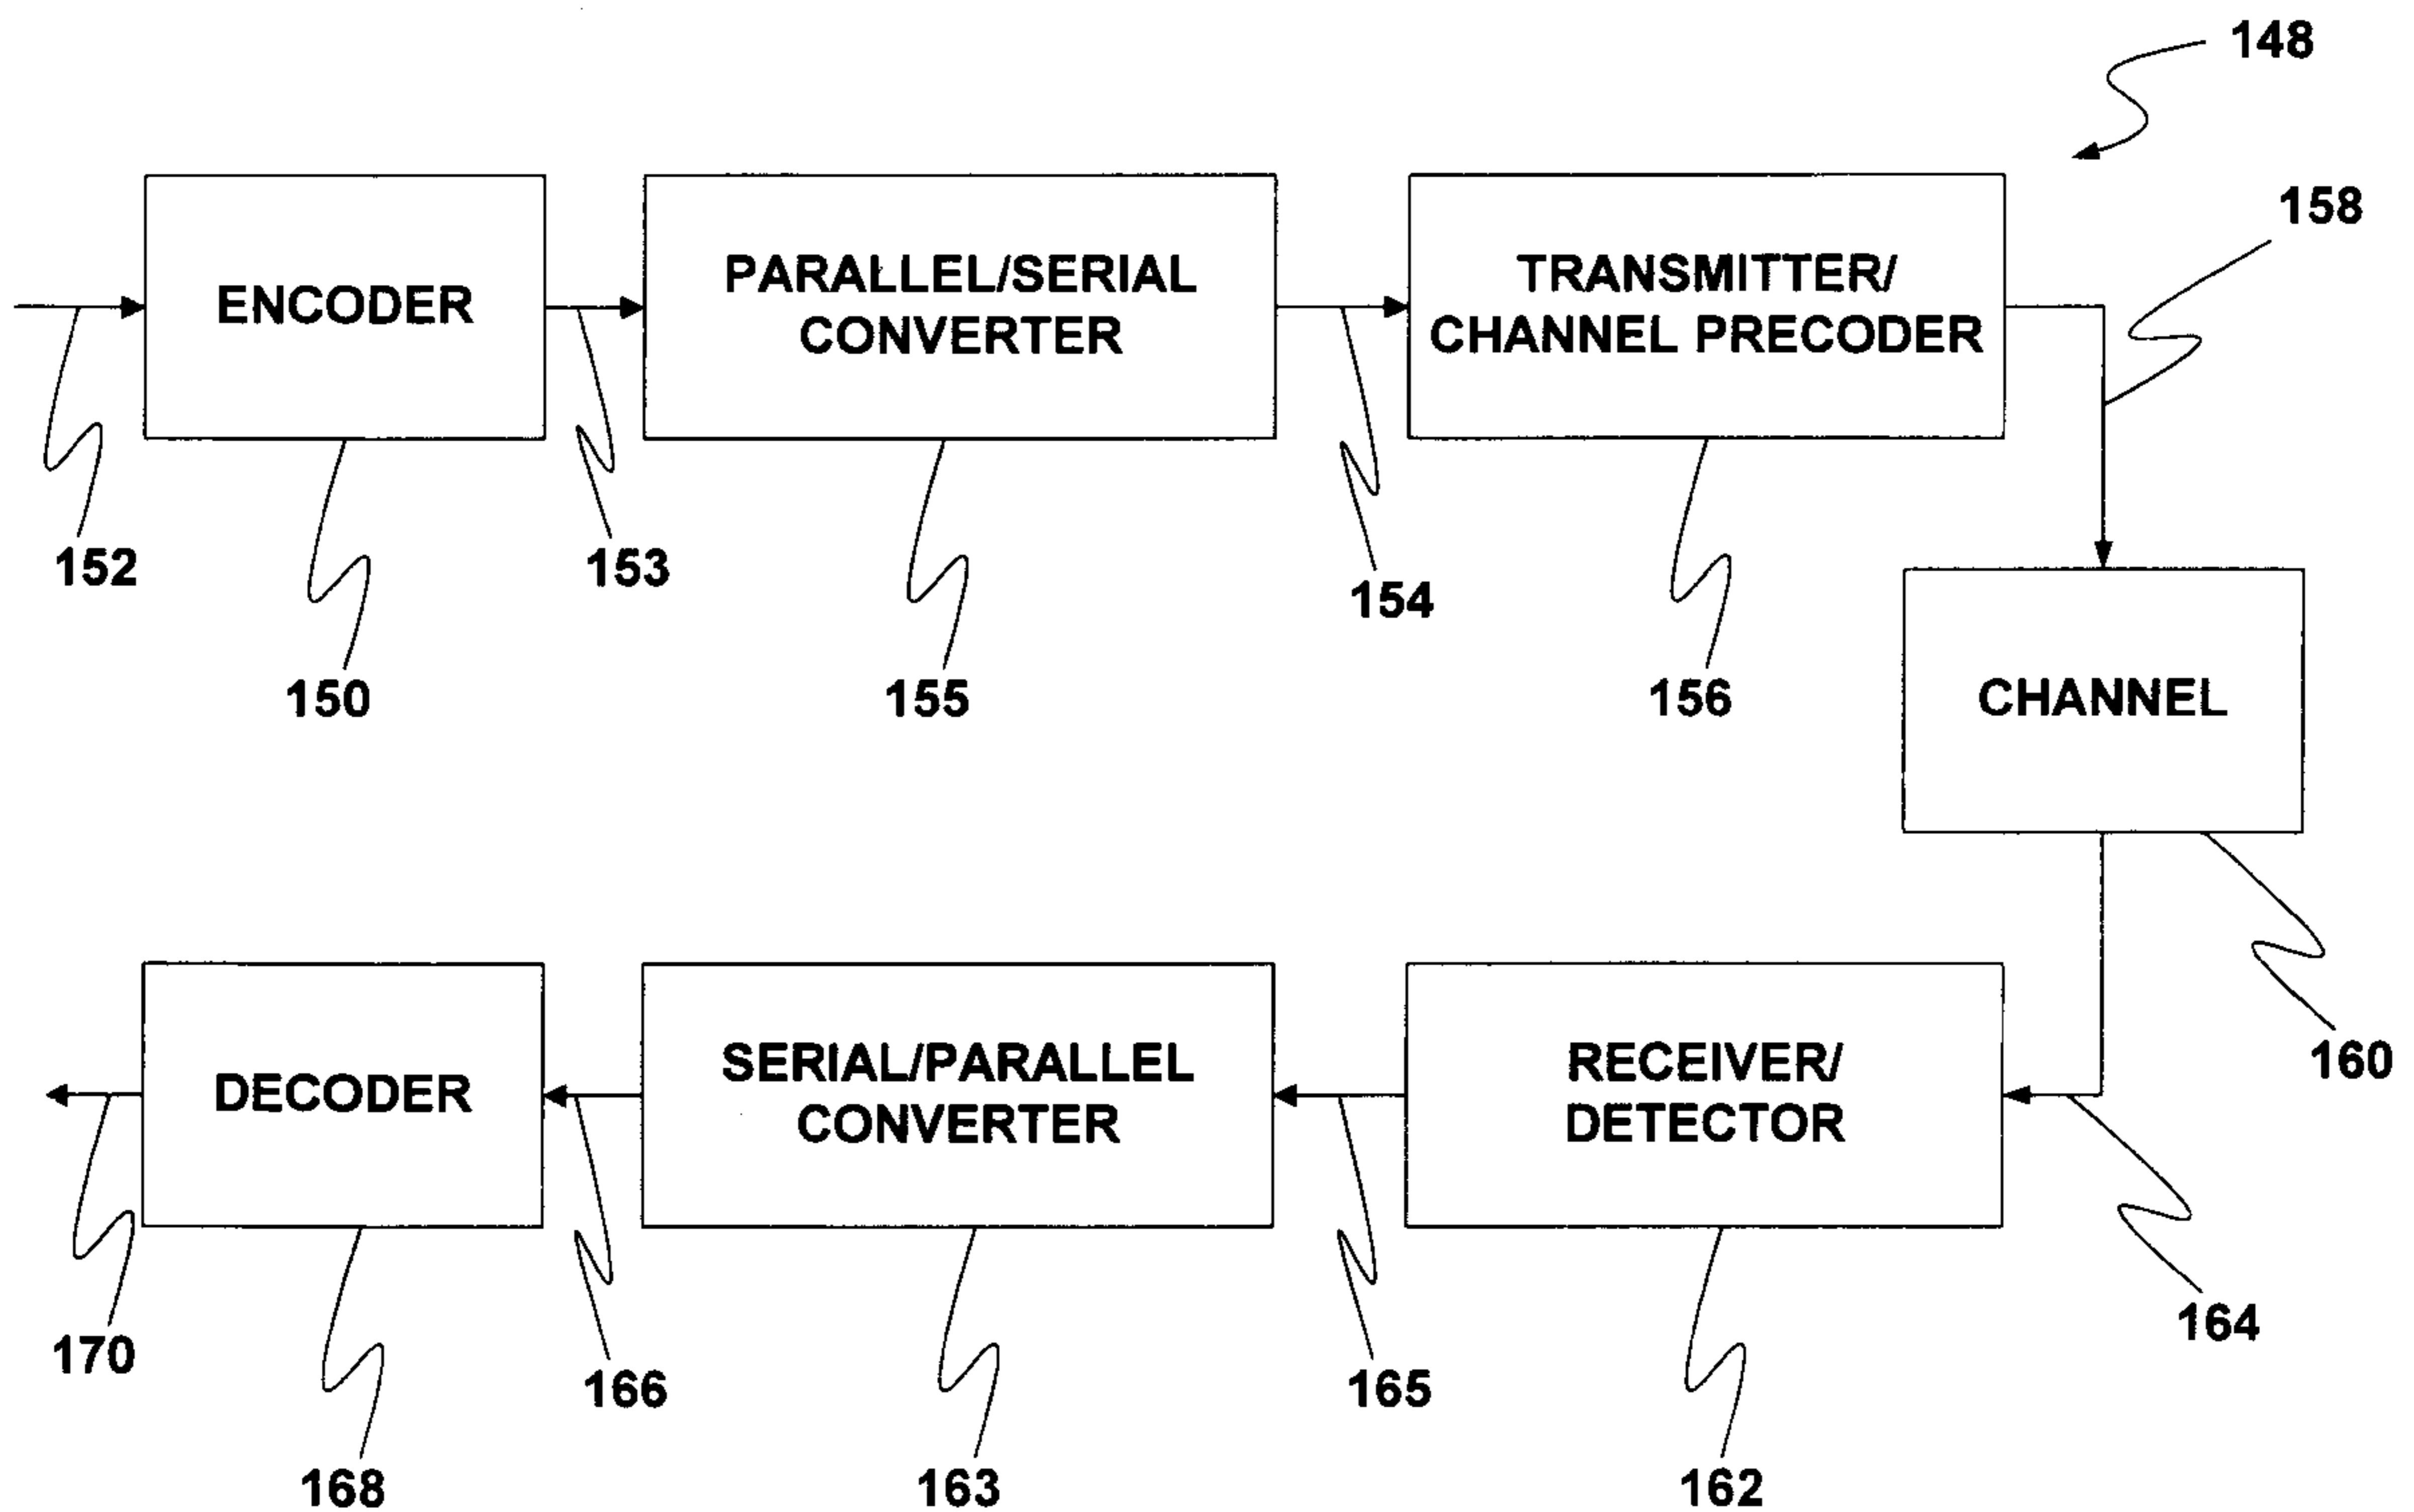 148
158
ENCODER
PARALLEL/SERIAL
CONVERTER
TRANSMITTER/
CHANNEL PRECODER
152
153
154
150
155
156
CHANNEL
160
DECODER
SERIAL/PARALLEL
CONVERTER
RECEIVER/
DETECTOR
164
170
166
165
168
163
162